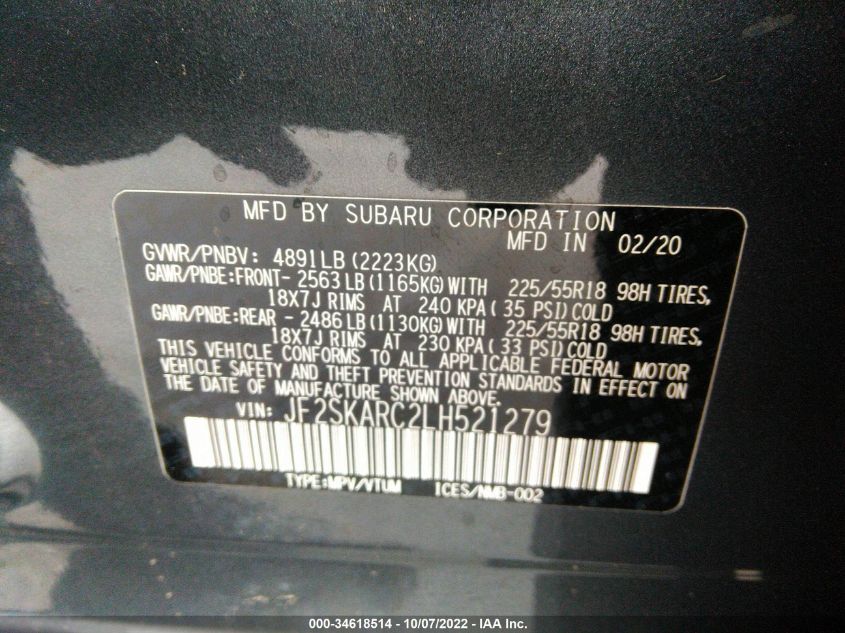 MFD BY SUBARU CORPORATION
MFD IN 02/20
GVWR/PNBV: 4891LB (2223KG)
GAWR/PNBE:FRONT- 2563LB (1165KG)WITH 225/55R18 98H TIRES,
18X7J RIMS AT 240 KPA( 35 PSI)COLD
GAWR/PNBE:REAR - 2486LB (1130KG)WITH 225/55R18 98H TIRES,
18X7J RIMS AT 230 KPA( 33 PSI)COLD
THIS VEHICLE CONFORMS TO ALL APPLICABLE FEDERAL MOTOR
VEHICLE SAFETY AND THEFT PREVENTION STANDARDS IN EFFECT ON
THE DATE OF MANUFACTURE SHOWN ABOVE.
VIN: JF2SKARC2LH521279
TYPE:MPV/VTUM ICES/NMB-002
000-34618514 - 10/07/2022 - IAA Inc.